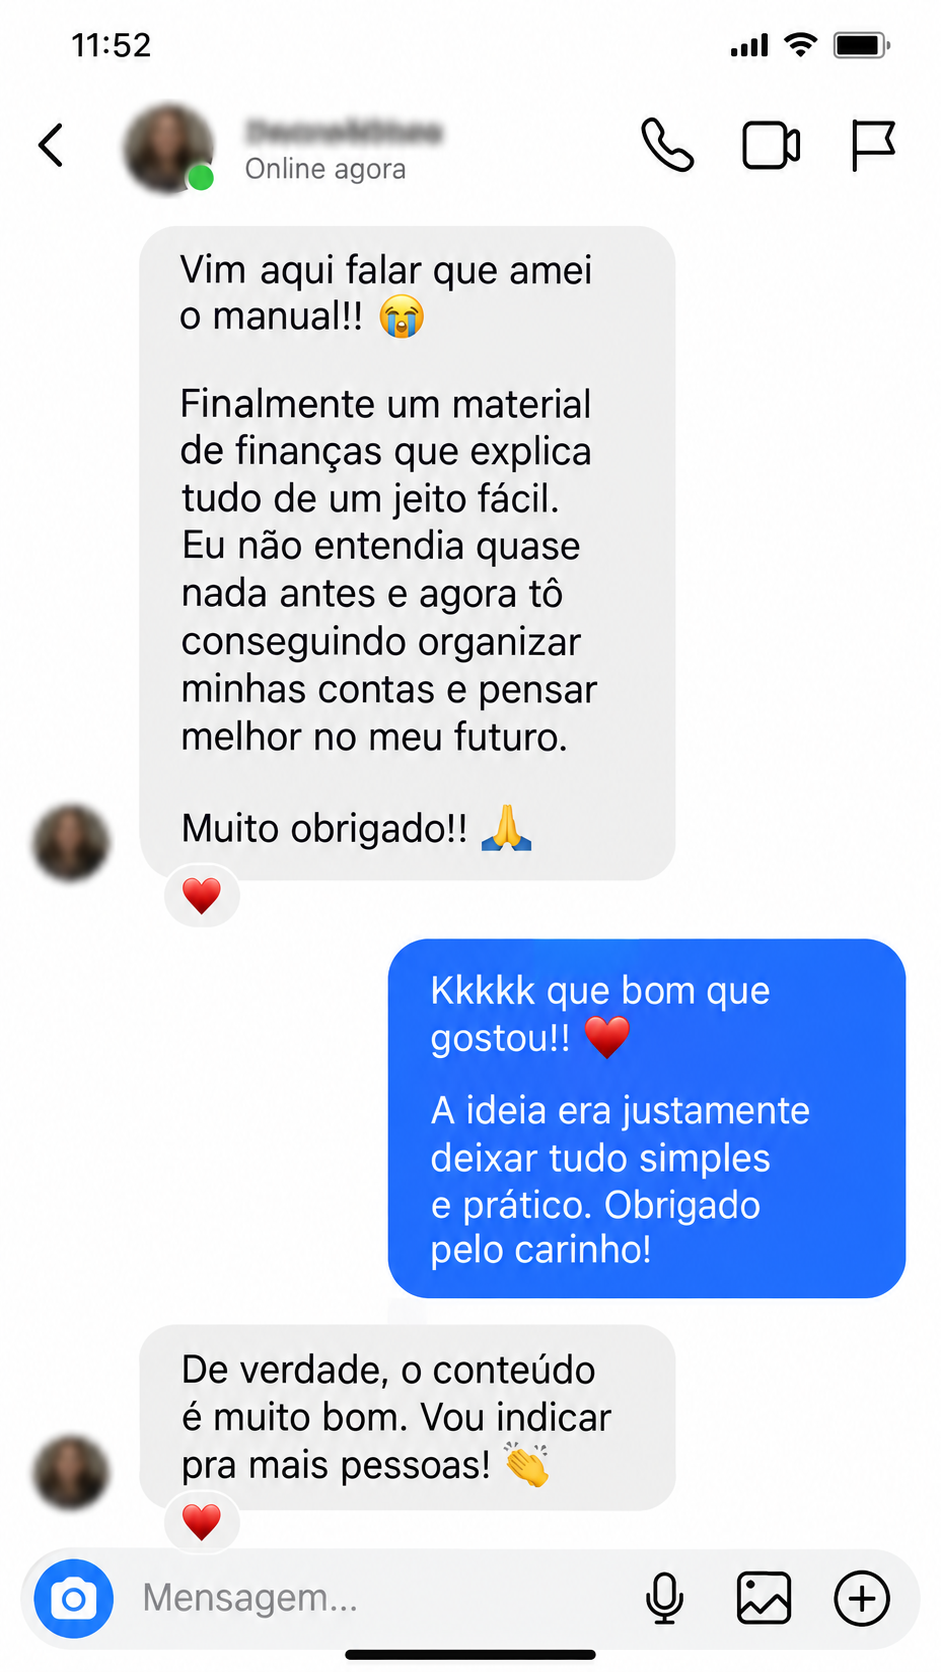 11:52
Online agora
Vim aqui falar que amei
o manual!! 😭
Finalmente um material
de finanças que explica
tudo de um jeito fácil.
Eu não entendia quase
nada antes e agora tô
conseguindo organizar
minhas contas e pensar
melhor no meu futuro.
Muito obrigado!! 🙏
Kkkkk que bom que
gostou!! ❤️
A ideia era justamente
deixar tudo simples
e prático. Obrigado
pelo carinho!
De verdade, o conteúdo
é muito bom. Vou indicar
pra mais pessoas! 👏
Mensagem...